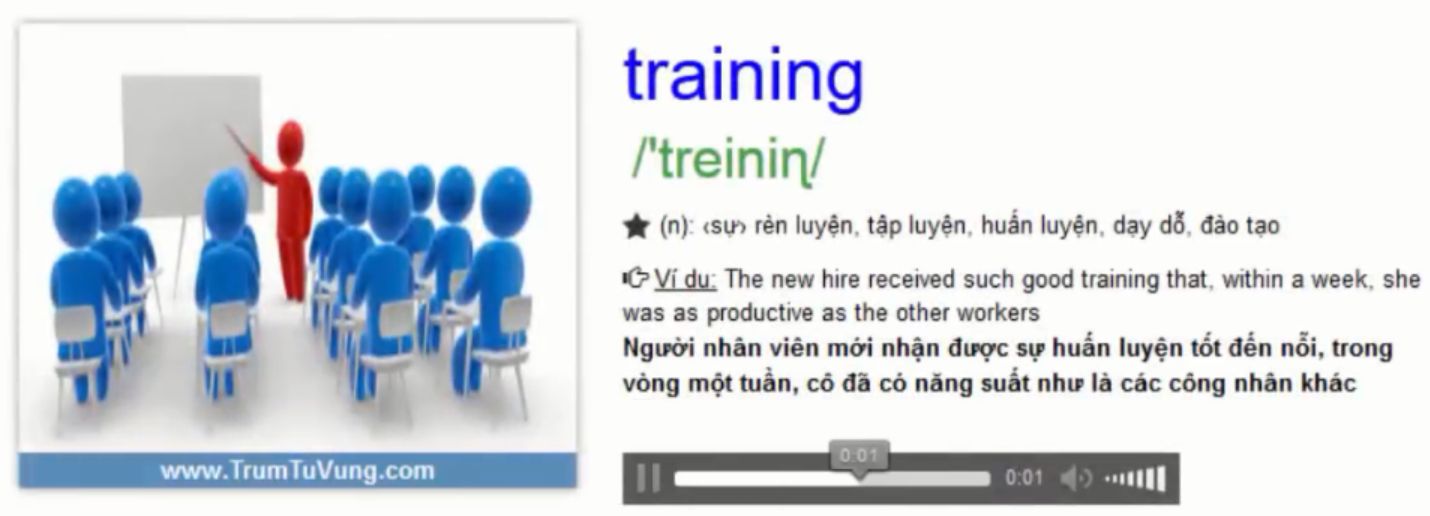 training
/'treiniɳ/
★ (n): ‹sự› rèn luyện, tập luyện, huấn luyện, dạy dỗ, đào tạo
Ví dụ: The new hire received such good training that, within a week, she
was as productive as the other workers
Người nhân viên mới nhận được sự huấn luyện tốt đến nỗi, trong
vòng một tuần, cô đã có năng suất như là các công nhân khác
www.TrumTuVung.com
0:01
0:01